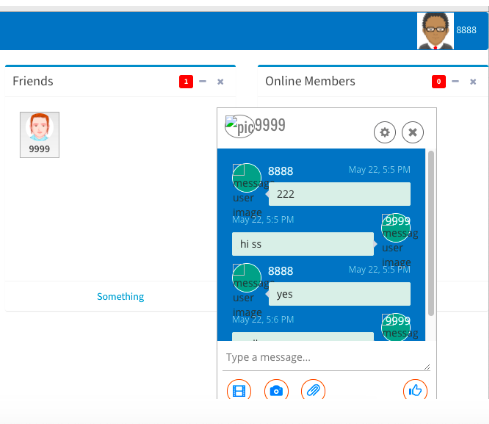 8888
Friends
1
Online Members
0
9999
Something
pic
9999
8888
May 22, 5:5 PM
message user image
222
May 22, 5:5 PM
9999
message user image
hi ss
8888
May 22, 5:5 PM
message user image
yes
May 22, 5:6 PM
9999
Type a message...